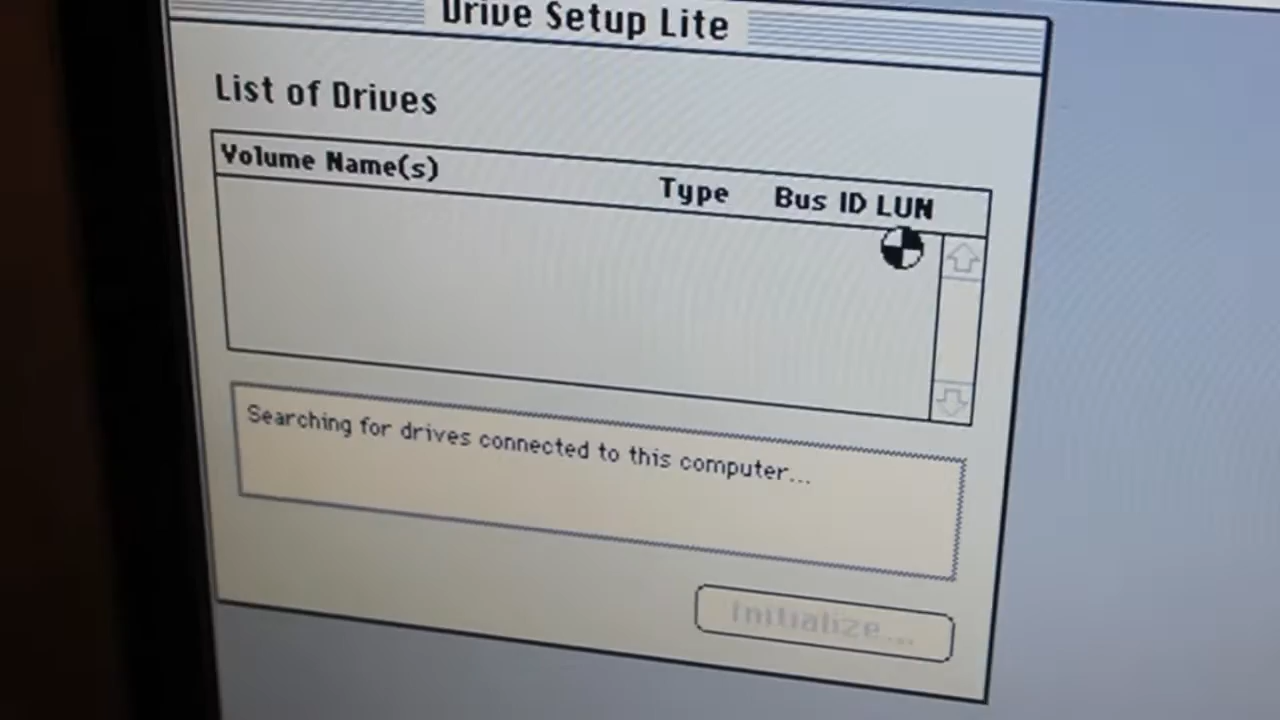 Drive Setup Lite
List of Drives
Volume Name(s) Type Bus ID LUN
Searching for drives connected to this computer...
Initialize...